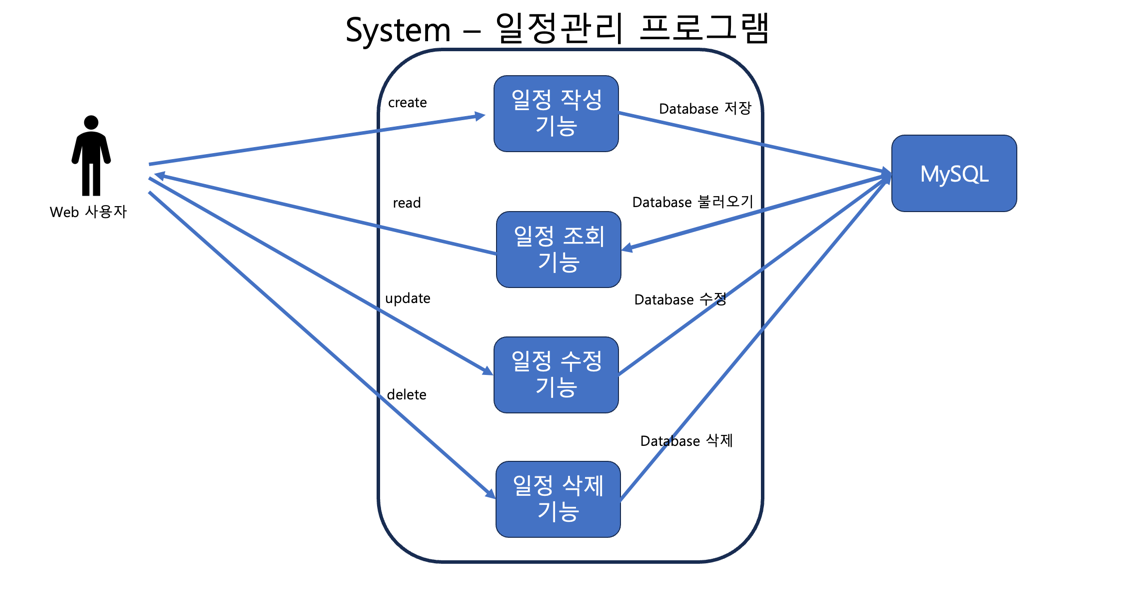 System – 일정관리 프로그램
create
일정 작성
기능
Database 저장
MySQL
Web 사용자
read
일정 조회
기능
Database 불러오기
update
일정 수정
기능
Database 수정
delete
일정 삭제
기능
Database 삭제